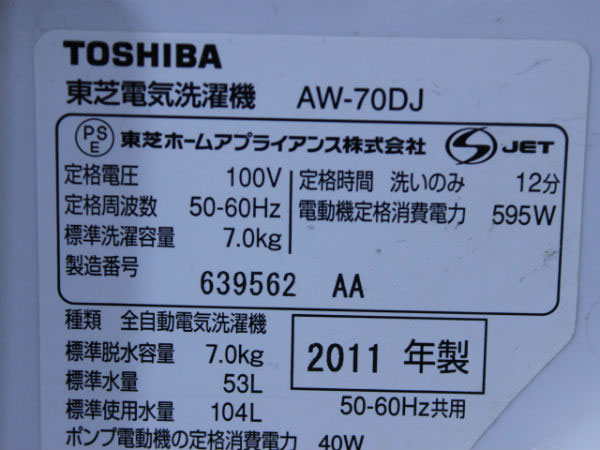 TOSHIBA
東芝電気洗濯機 AW-70DJ
PS E 東芝ホームアプライアンス株式会社 S JET
定格電圧 100V 定格時間 洗いのみ 12分
定格周波数 50-60Hz 電動機定格消費電力 595W
標準洗濯容量 7.0kg
製造番号 639562 AA
種類 全自動電気洗濯機
標準脱水容量 7.0kg 2011 年製
標準水量 53L
標準使用水量 104L 50-60Hz共用
ポンプ電動機の定格消費電力 40W